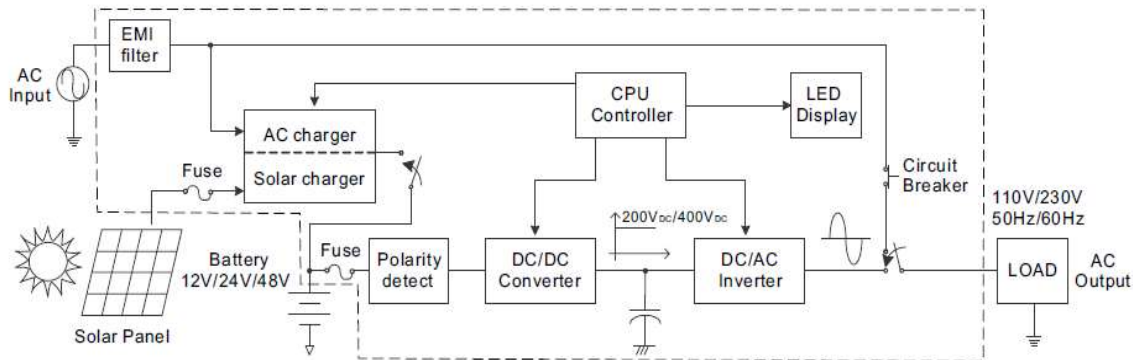 EMI
filter
AC
Input
AC charger
Solar charger
CPU
Controller
LED
Display
Fuse
Circuit
Breaker
110V/230V
50Hz/60Hz
200VDC/400VDC
Battery
12V/24V/48V
Fuse
Polarity
detect
DC/DC
Converter
DC/AC
Inverter
LOAD
AC
Output
Solar Panel